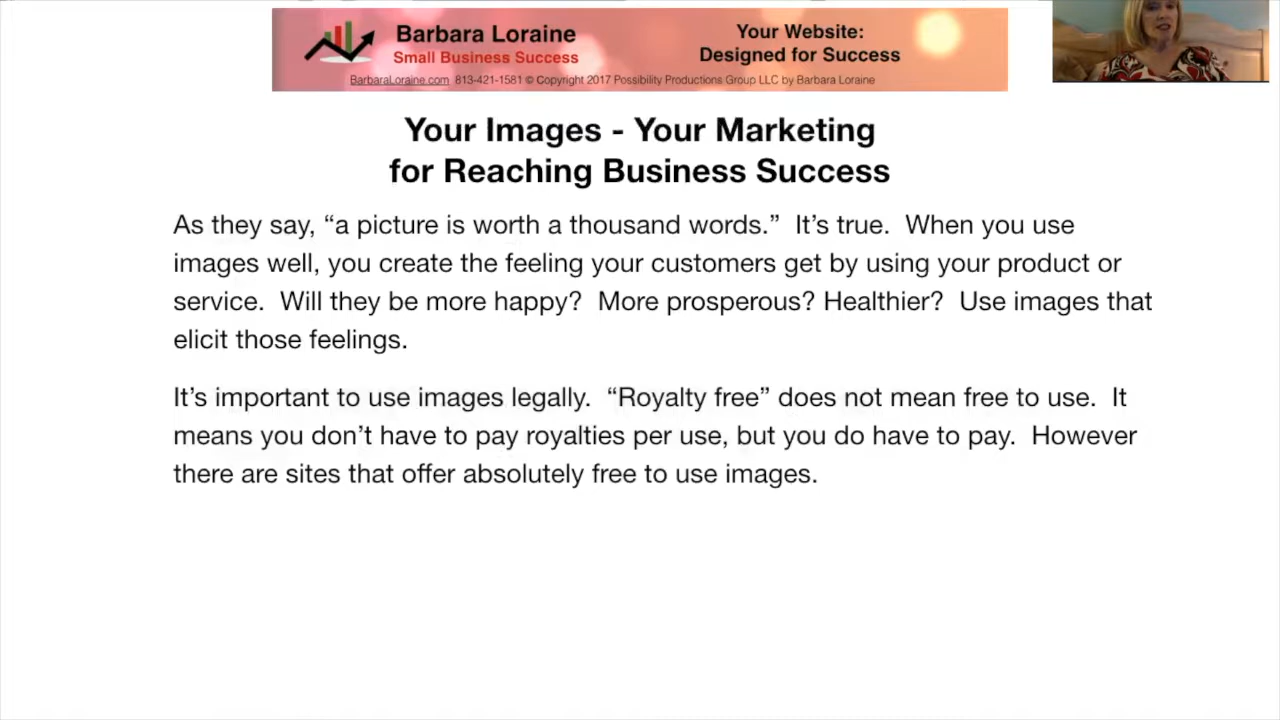 Barbara Loraine
Small Business Success
Your Website:
Designed for Success
BarbaraLoraine.com 813-421-1581 © Copyright 2017 Possibility Productions Group LLC by Barbara Loraine
Your Images - Your Marketing
for Reaching Business Success
As they say, “a picture is worth a thousand words.”  It’s true.  When you use
images well, you create the feeling your customers get by using your product or
service.  Will they be more happy?  More prosperous? Healthier?  Use images that
elicit those feelings.
It’s important to use images legally.  “Royalty free” does not mean free to use.  It
means you don’t have to pay royalties per use, but you do have to pay.  However
there are sites that offer absolutely free to use images.